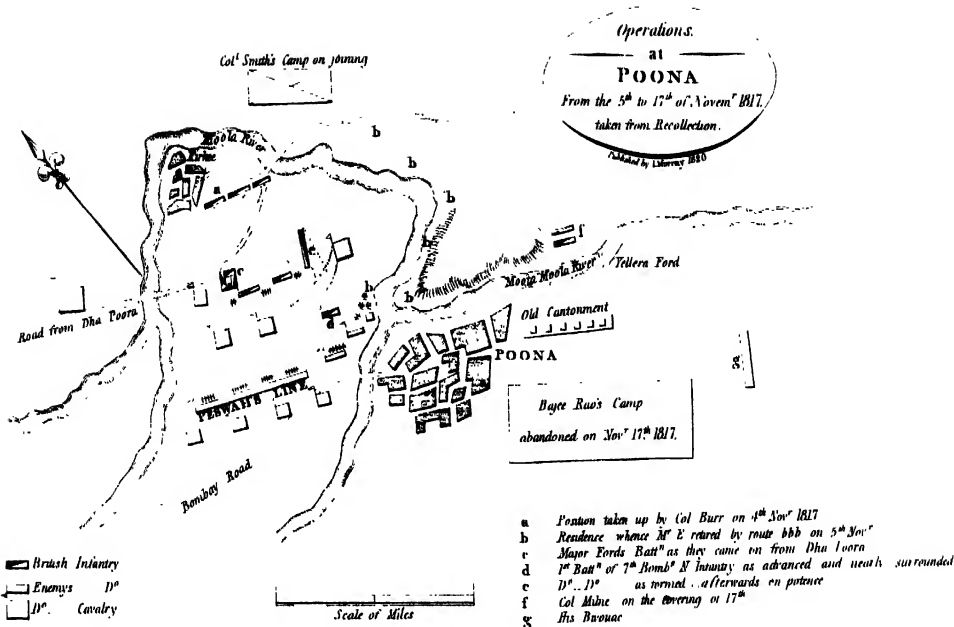 Operations.
at
POONA
From the 5th to 17th of Novemr 1817.
taken from Recollection.
Published by J. Murray 1830
Coll Smith's Camp on joining
b
Moola River
b
Kirkee
a
b
b
f
e
c
Moota Moola River
Yellera Ford
b
b
Road from Dha Poora
d
Old Cantonment
POONA
g
PESWAH'S LINE
Bajee Rao's Camp
abandoned on Novr 17th 1817.
Bombay Road
a Position taken up by Col Burr on 4th Novr 1817
b Residence whence Mr E retired by route bbb on 5th Novr
c Major Fords Battn as they came on from Dha Poora
d 1st Battn of 7th Bombr N Infantry as advanced and nearly surrounded
e Do.. Do as formed .. afterwards en potence
f Col Milne on the evening of 17th
g His Bivouac
British Infantry
Enemys Do
Do. Cavalry
Scale of Miles